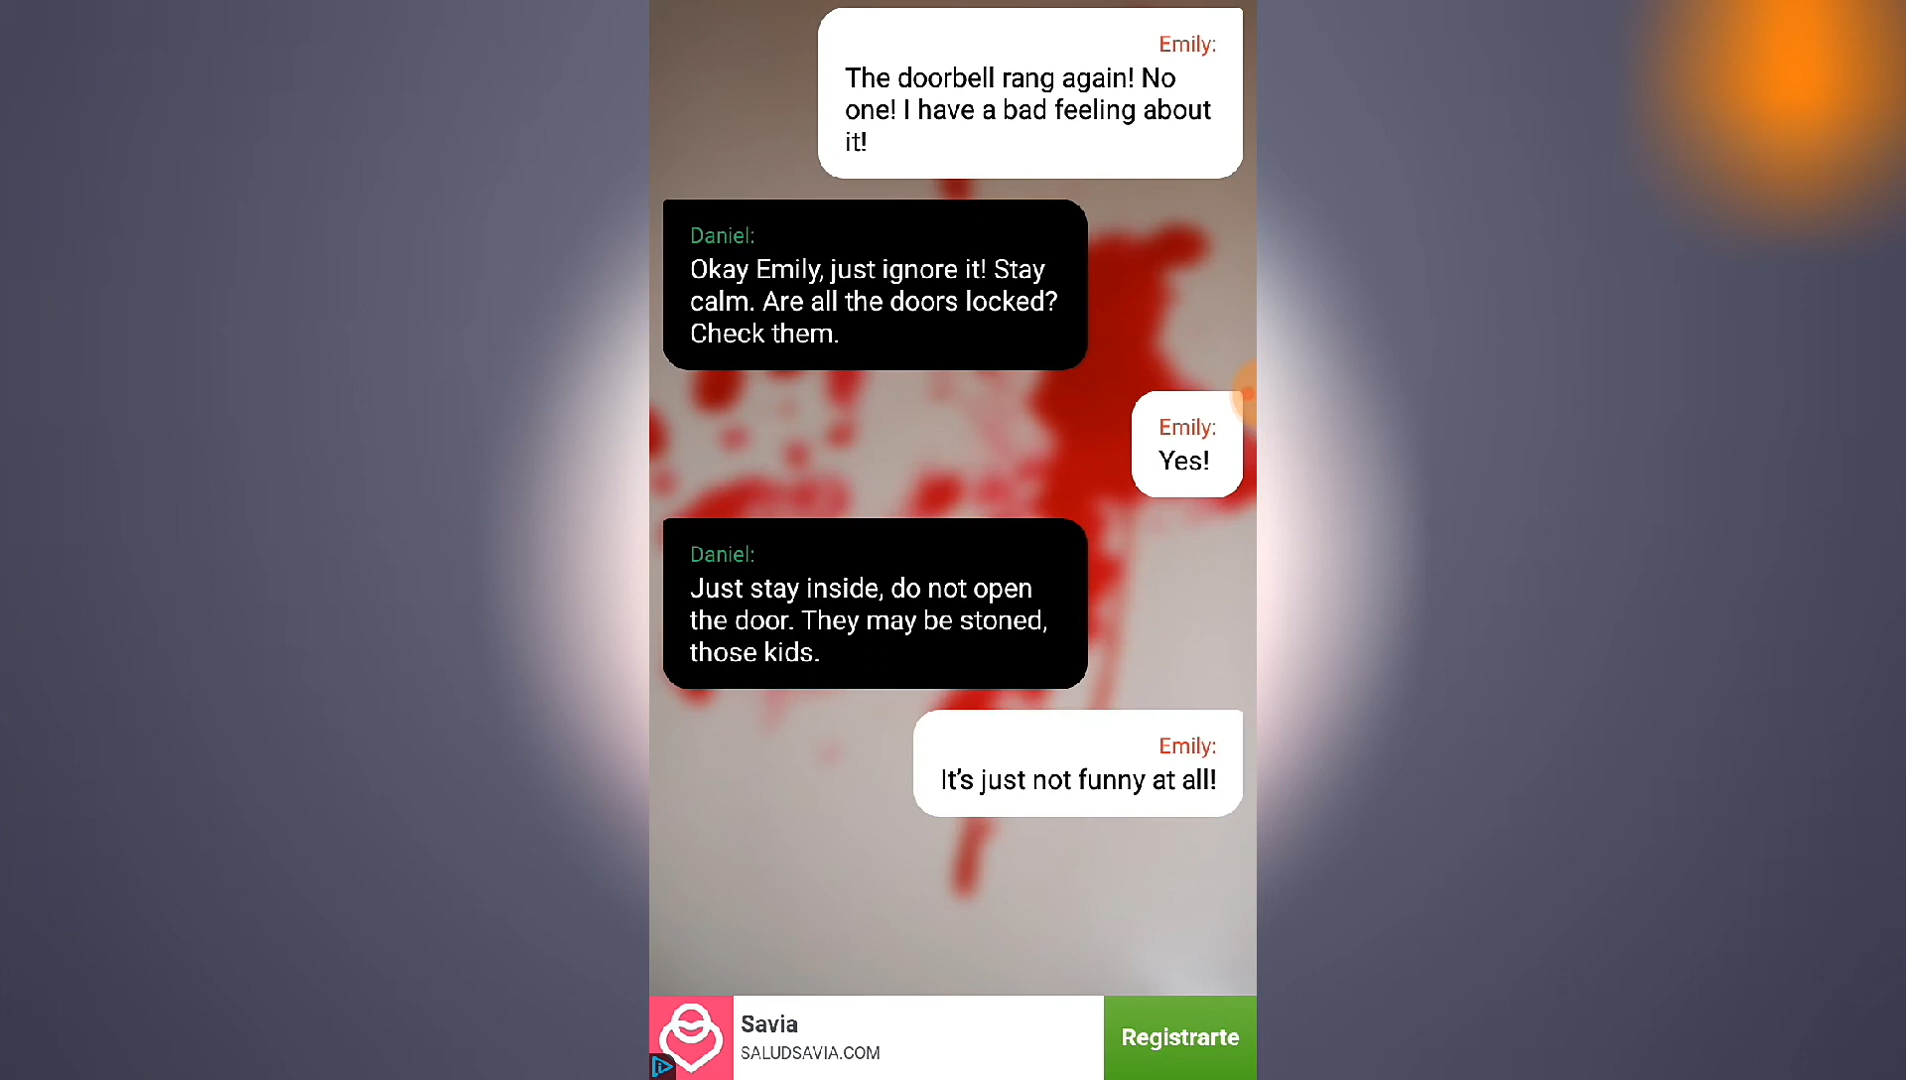 Emily:
The doorbell rang again! No
one! I have a bad feeling about
it!
Daniel:
Okay Emily, just ignore it! Stay
calm. Are all the doors locked?
Check them.
Emily:
Yes!
Daniel:
Just stay inside, do not open
the door. They may be stoned,
those kids.
Emily:
It’s just not funny at all!
Savia
SALUDSAVIA.COM
Registrarte